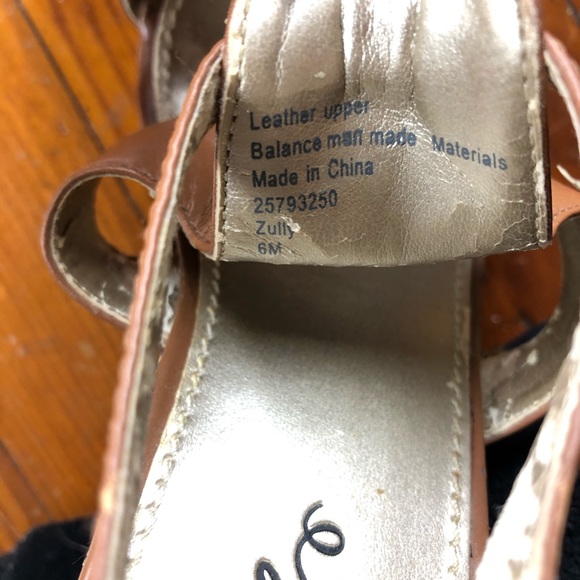 Leather upper
Balance man made Materials
Made in China
25793250
Zully
6M